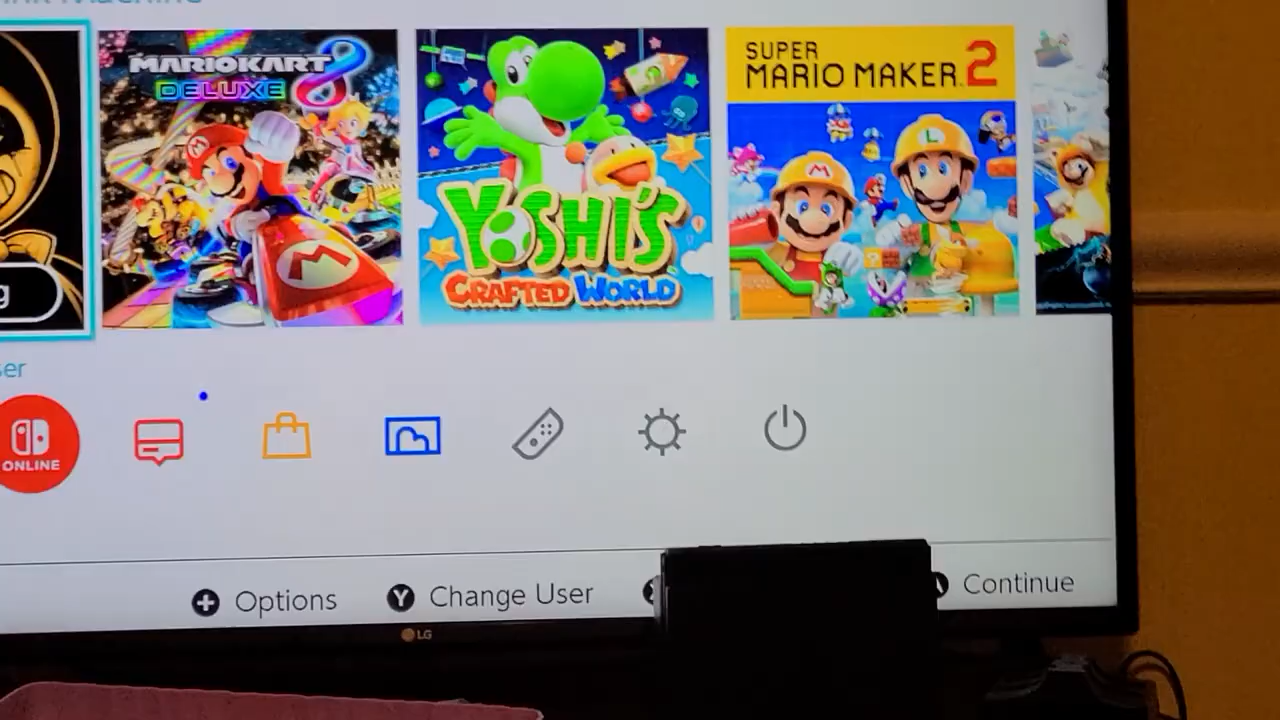 MARIOKART 8
DELUXE
YOSHI'S
CRAFTED WORLD
SUPER
MARIO MAKER 2
ONLINE
+ Options
Y Change User
Continue
LG